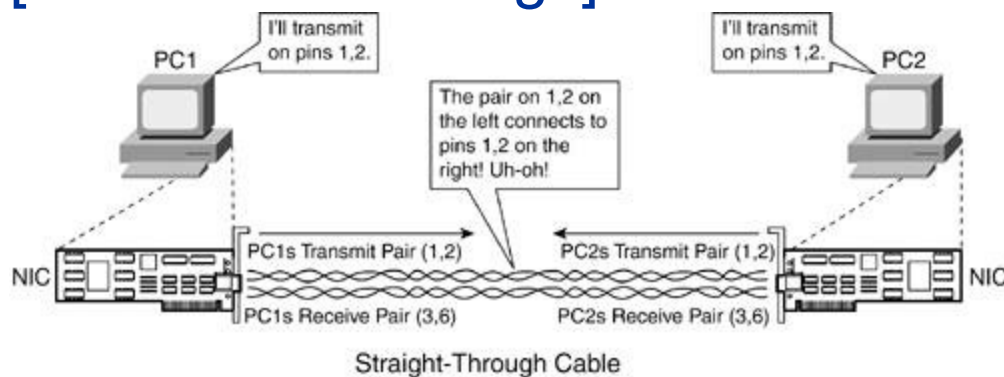 PC1
I'll transmit
on pins 1,2.
I'll transmit
on pins 1,2.
PC2
The pair on 1,2 on
the left connects to
pins 1,2 on the
right! Uh-oh!
PC1s Transmit Pair (1,2)
PC2s Transmit Pair (1,2)
NIC
NIC
PC1s Receive Pair (3,6)
PC2s Receive Pair (3,6)
Straight-Through Cable